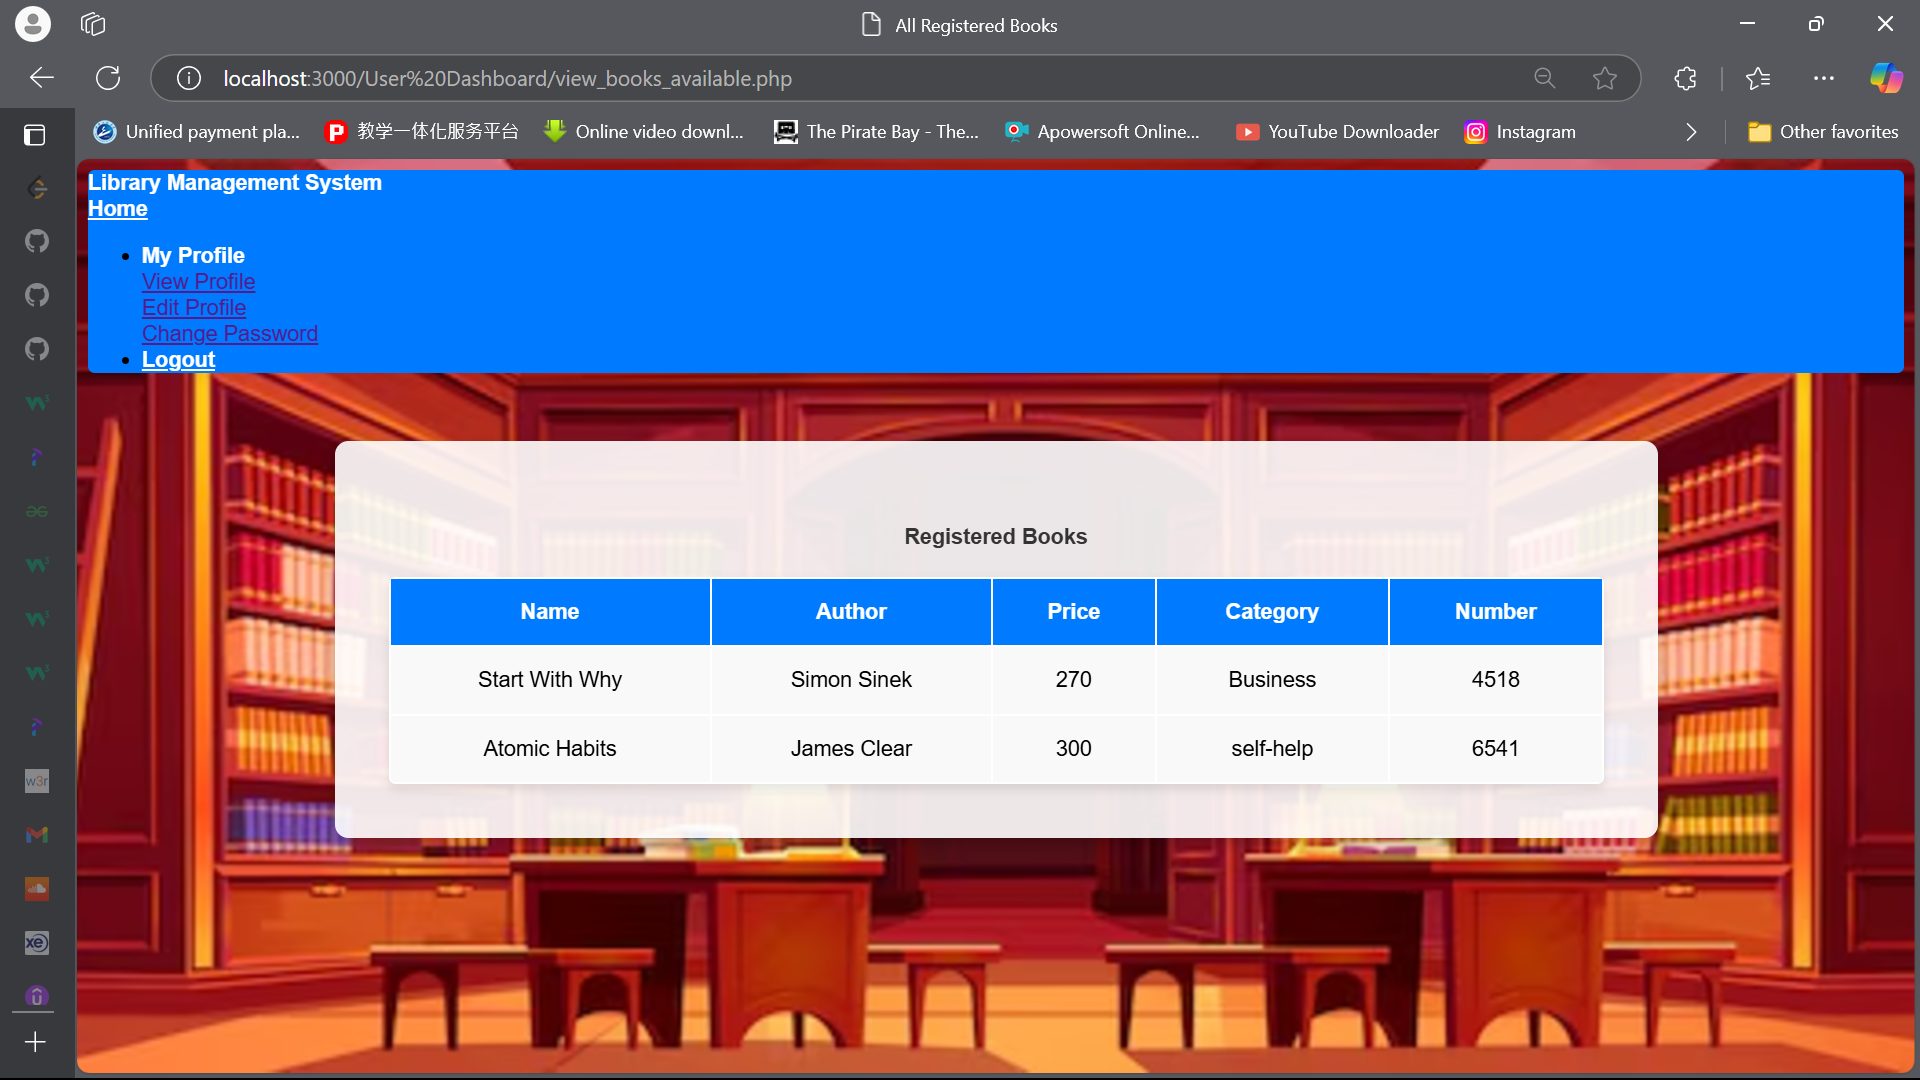 All Registered Books
localhost:3000/User%20Dashboard/view_books_available.php
Unified payment pla...
教学一体化服务平台
Online video downl...
The Pirate Bay - The...
Apowersoft Online...
YouTube Downloader
Instagram
Other favorites
Library Management System
Home
My Profile
View Profile
Edit Profile
Change Password
Logout
Registered Books
Name Author Price Category Number
Start With Why Simon Sinek 270 Business 4518
Atomic Habits James Clear 300 self-help 6541
w3r
xe